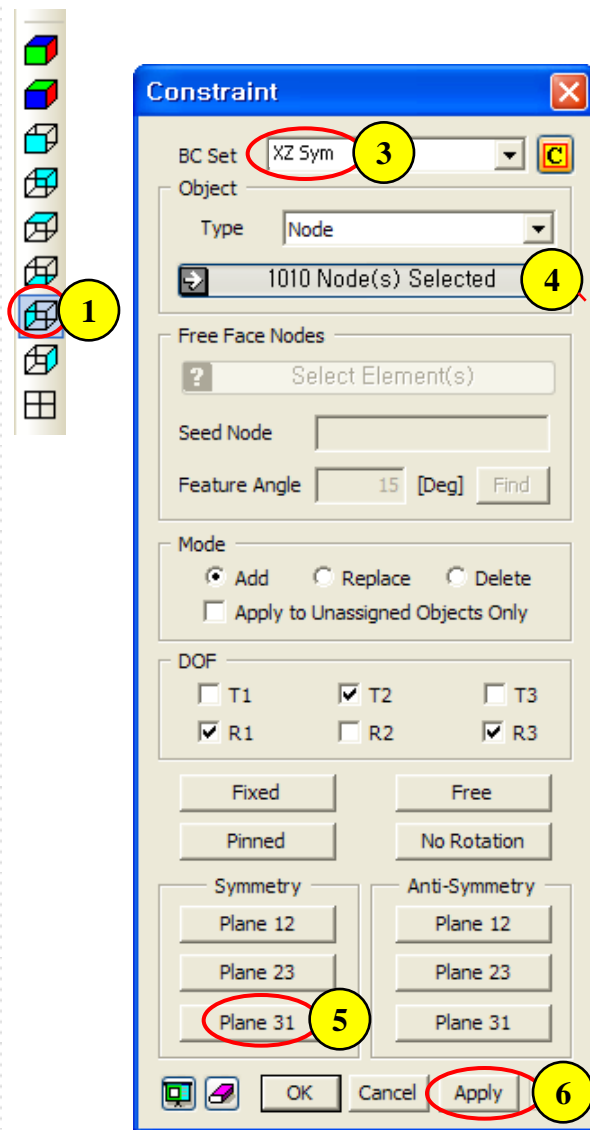 Constraint
BC Set XZ Sym 3 C
Object
Type Node
1010 Node(s) Selected 4
1
Free Face Nodes
? Select Element(s)
Seed Node
Feature Angle 15 [Deg] Find
Mode
Add Replace Delete
Apply to Unassigned Objects Only
DOF
T1 T2 T3
R1 R2 R3
Fixed Free
Pinned No Rotation
Symmetry Anti-Symmetry
Plane 12 Plane 12
Plane 23 Plane 23
Plane 31 5 Plane 31
OK Cancel Apply 6